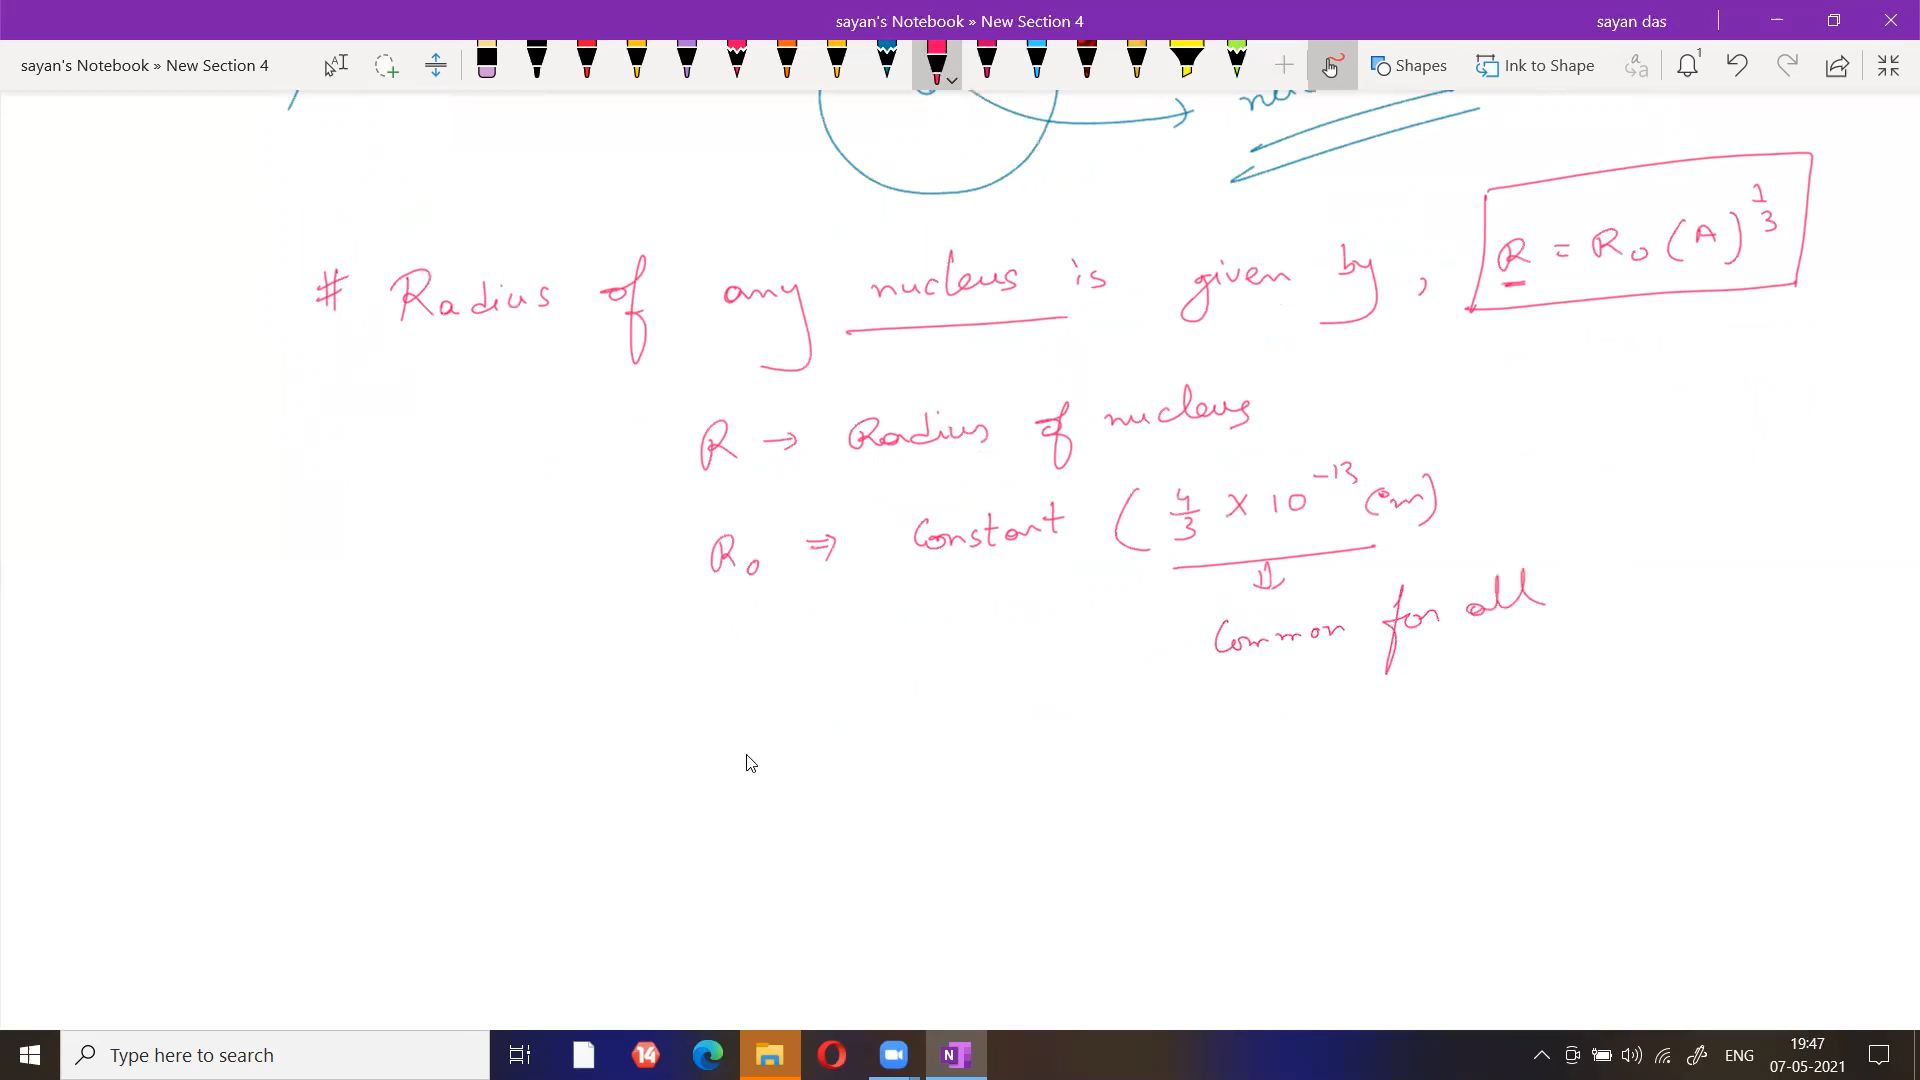 sayan's Notebook » New Section 4
sayan das
sayan's Notebook » New Section 4
Shapes
Ink to Shape
1
# Radius of any nucleus is given by, R = R₀ (A)^1/3
R → Radius of nucleus
R₀ ⇒ Constant ( 4/3 × 10^-13 cm)
⇓
Common for all
Type here to search
14
N
ENG
19:47
07-05-2021